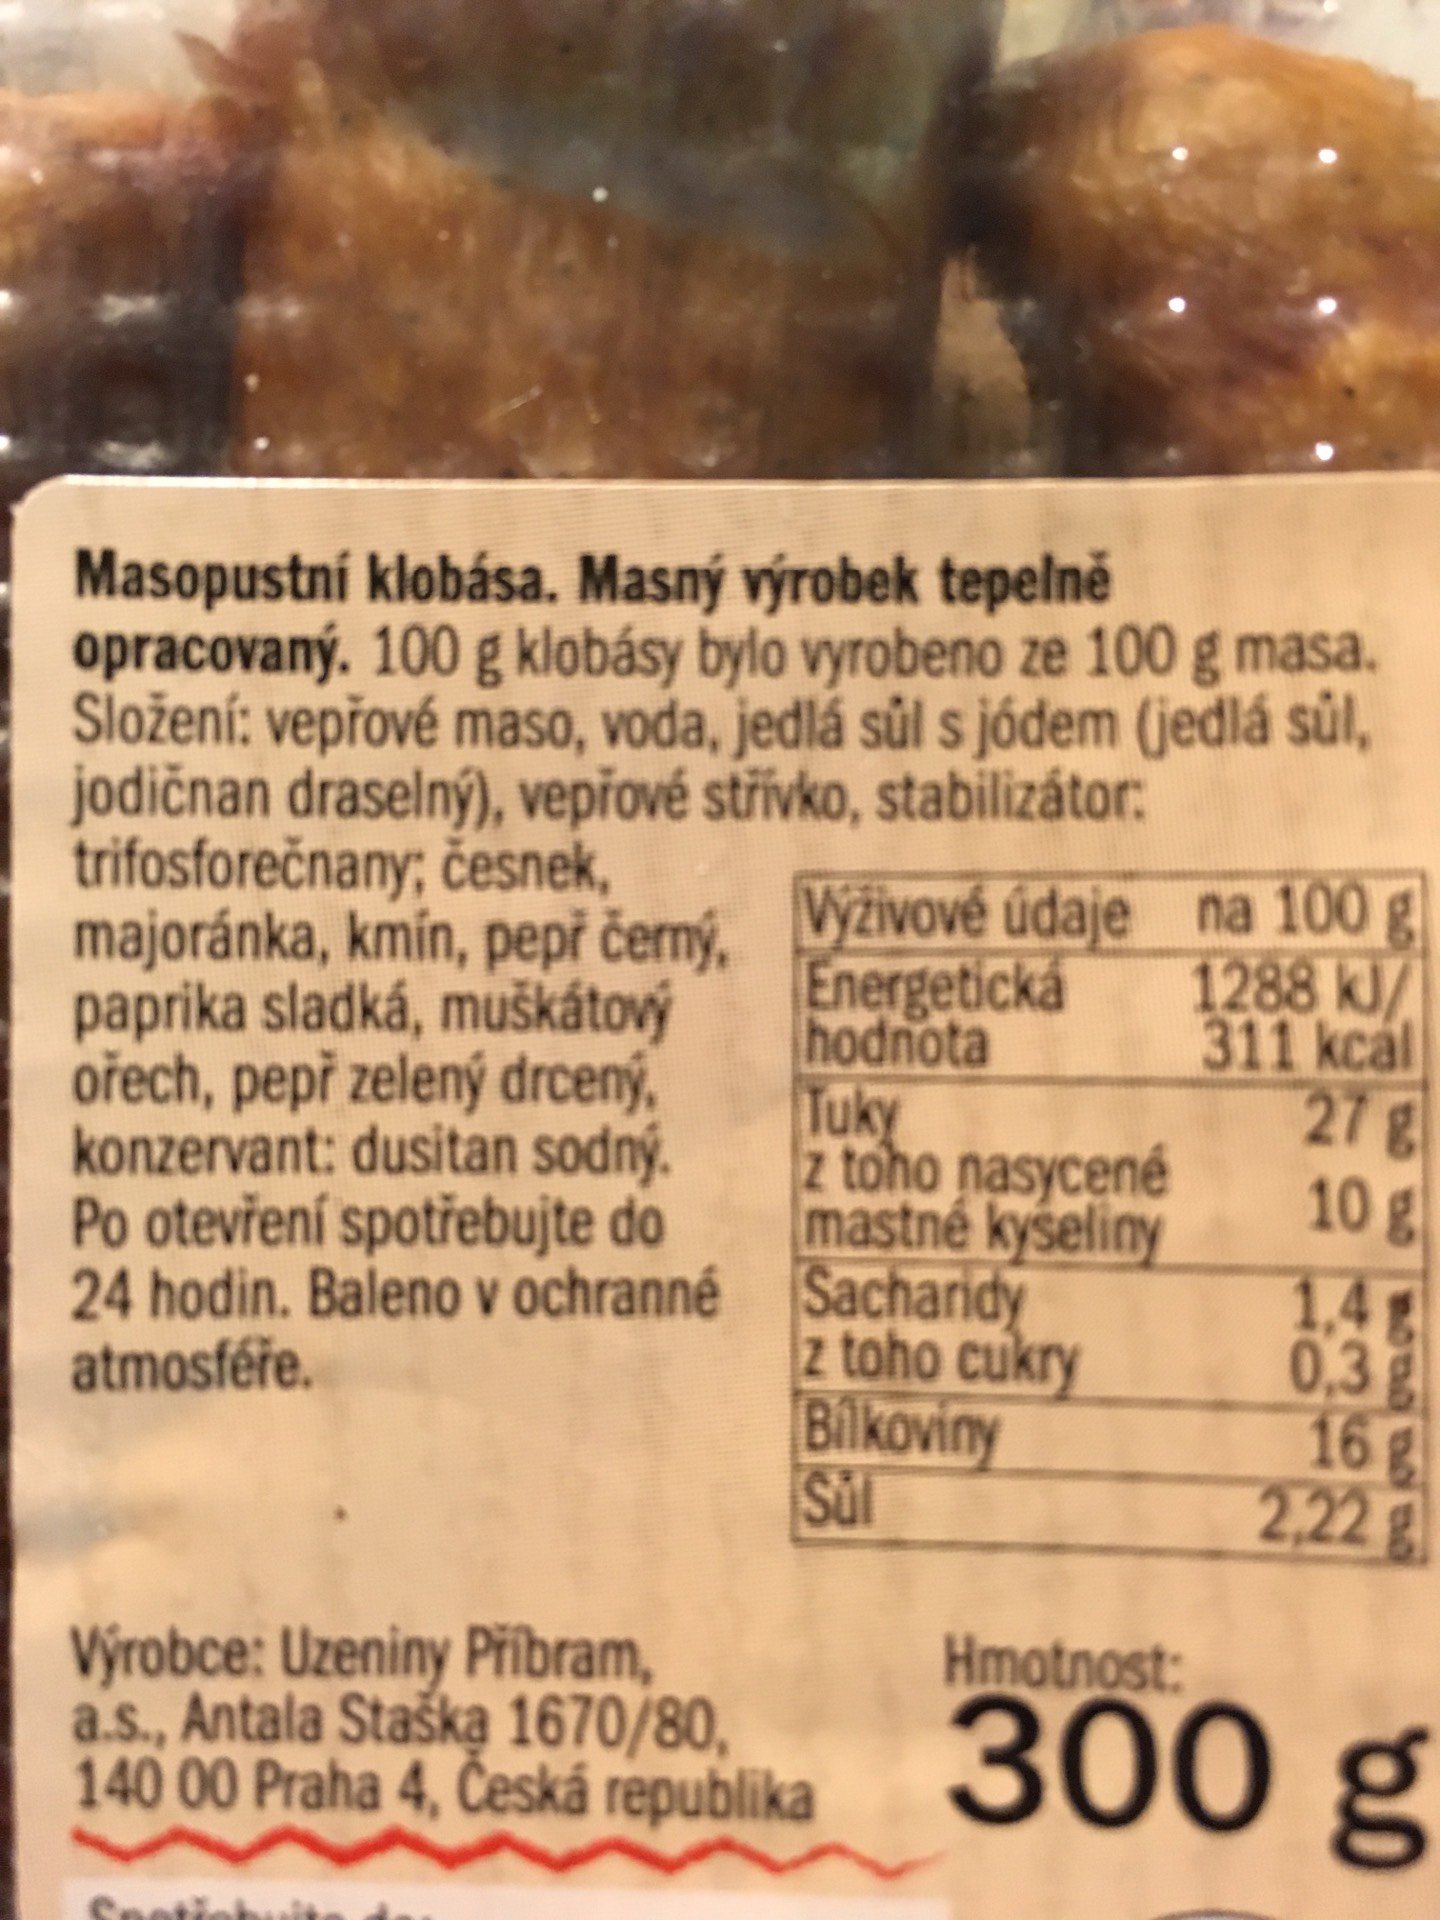 Masopustní klobása. Masný výrobek tepelně
opracovaný. 100 g klobásy bylo vyrobeno ze 100 g masa.
Složení: vepřové maso, voda, jedlá sůl s jódem (jedlá sůl,
jodičnan draselný), vepřové střívko, stabilizátor:
trifosforečnany; česnek,
majoránka, kmín, pepř černý,
paprika sladká, muškátový
ořech, pepř zelený drcený,
konzervant: dusitan sodný.
Po otevření spotřebujte do
24 hodin. Baleno v ochranné
atmosféře.
Výživové údaje na 100 g
Energetická 1288 kJ/
hodnota 311 kcal
Tuky 27 g
z toho nasycené
mastné kyseliny 10 g
Sacharidy 1,4 g
z toho cukry 0,3 g
Bílkoviny 16 g
Sůl 2,22 g
Výrobce: Uzeniny Příbram,
a.s., Antala Staška 1670/80,
140 00 Praha 4, Česká republika
Hmotnost:
300 g
Spotřebujte do: